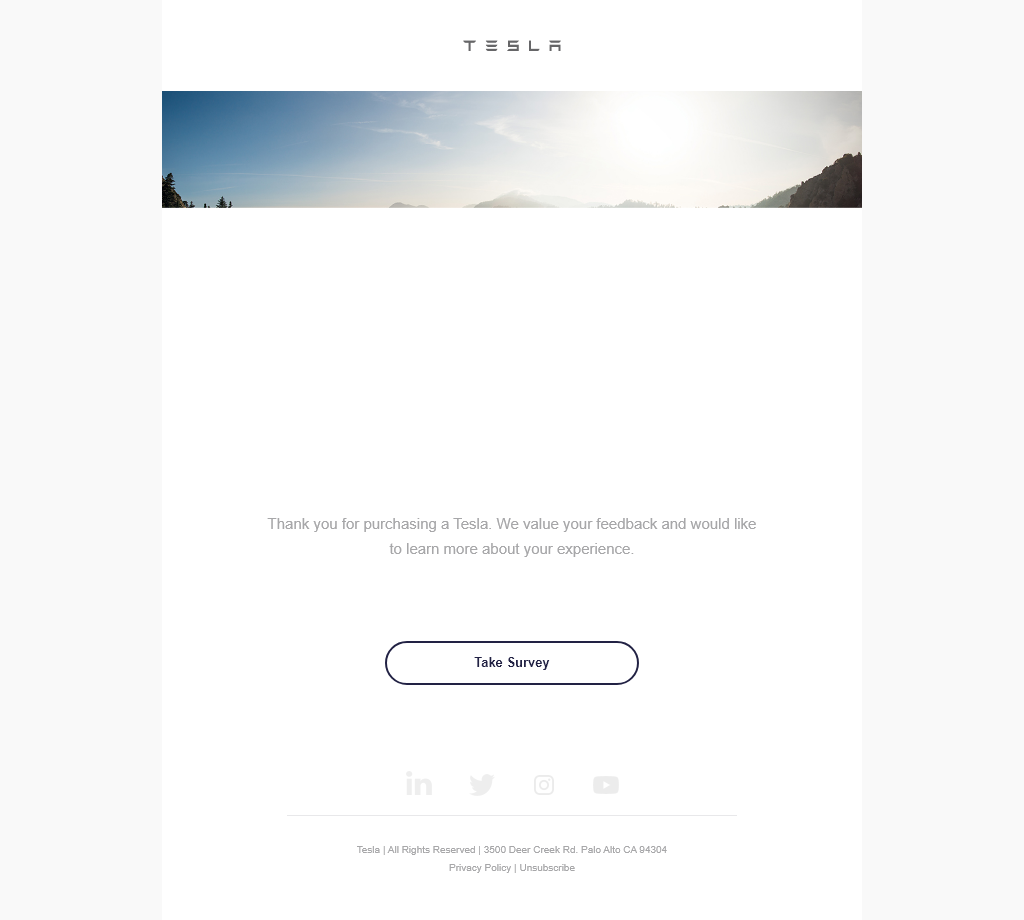 TESLA
Thank you for purchasing a Tesla. We value your feedback and would like
to learn more about your experience.
Take Survey
in
Tesla | All Rights Reserved | 3500 Deer Creek Rd. Palo Alto CA 94304
Privacy Policy | Unsubscribe